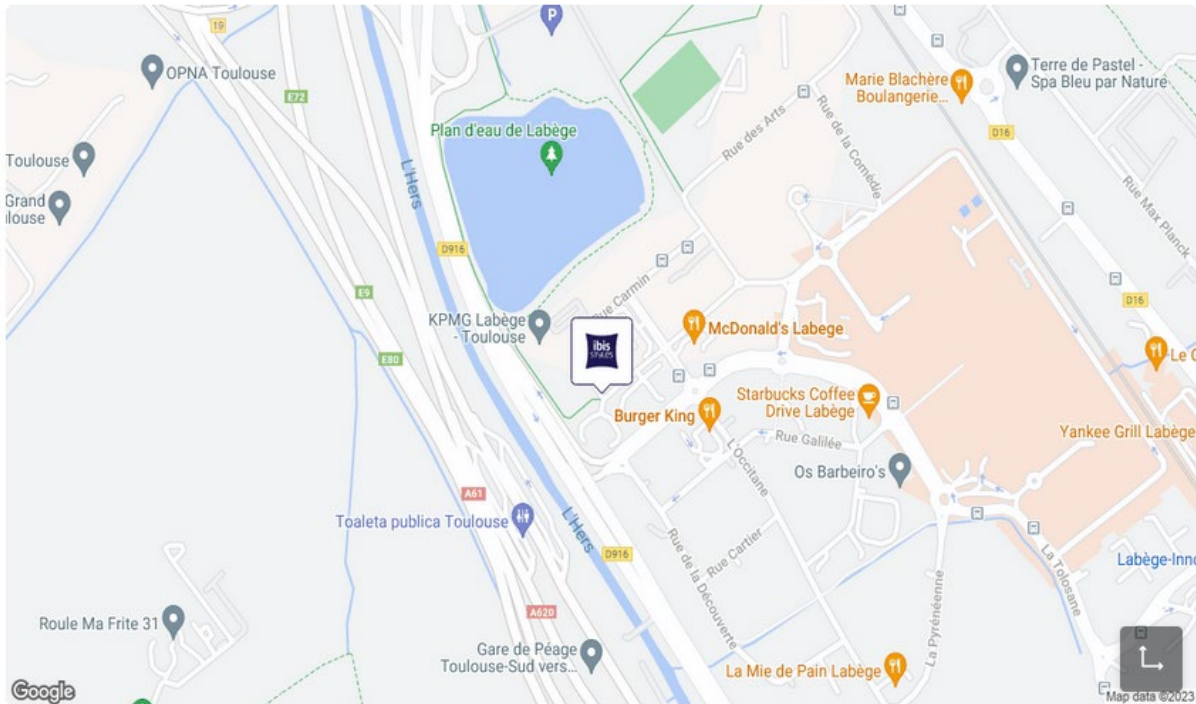 19
OPNA Toulouse
E72
P
Marie Blachère
Boulangerie...
Terre de Pastel -
Spa Bleu par Nature
D16
Plan d'eau de Labège
Rue des Arts
Rue de la Comédie
Toulouse
Grand
ulouse
L'Hers
Rue Max Planck
D916
E9
Rue Carmin
D16
KPMG Labège
- Toulouse
ibis
STYLES
McDonald's Labege
Le C
E80
Starbucks Coffee
Drive Labège
Burger King
Rue Galilée
Yankee Grill Labège
L'Occitane
Os Barbeiro's
A61
Toaleta publica Toulouse
L'Hers
D916
Rue Cartier
Rue de la Découverte
La Tolosane
Labège-Inno
A620
Roule Ma Frite 31
Gare de Péage
Toulouse-Sud vers...
La Mie de Pain Labège
La Pyrénéenne
Google
Map data ©2023